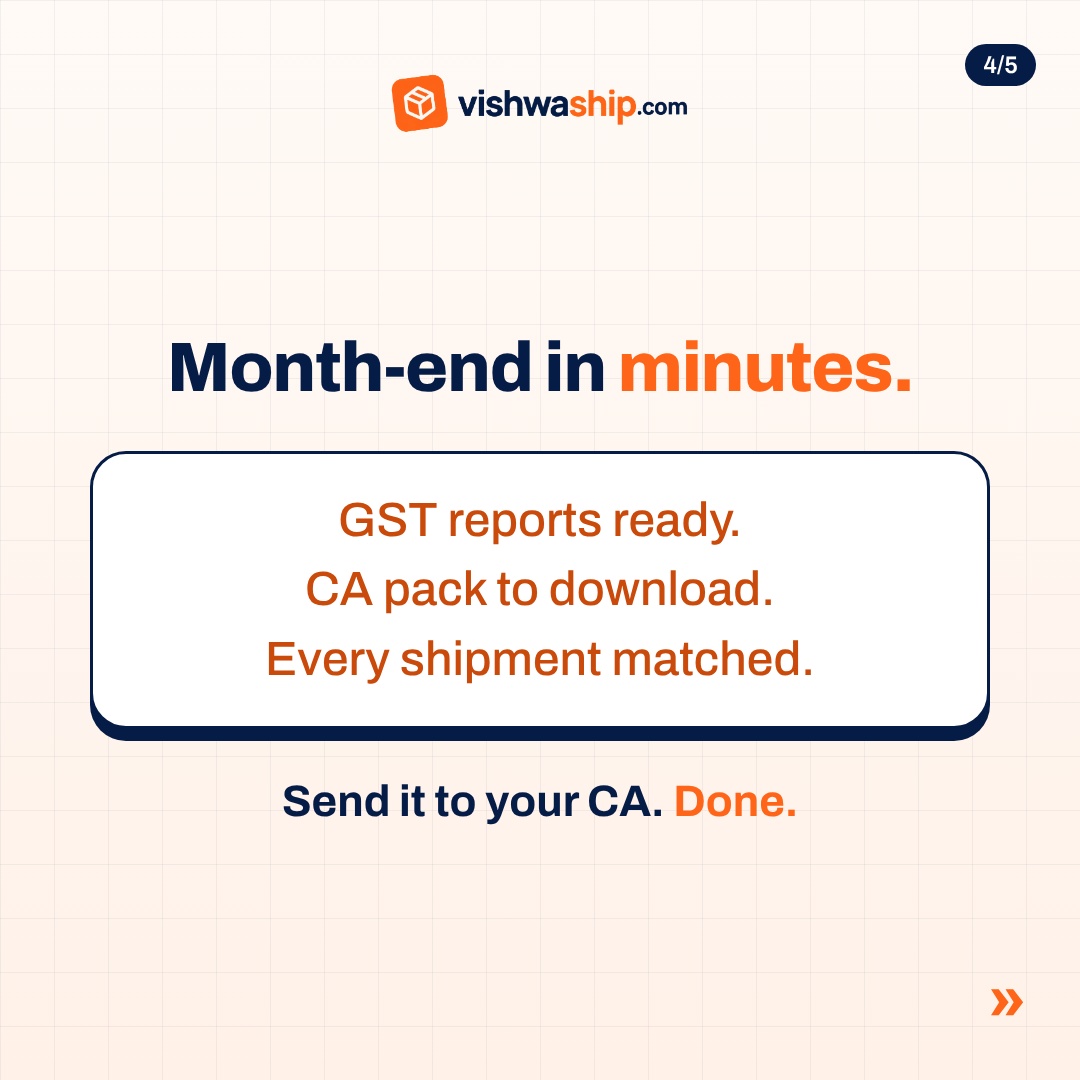 4/5
vishwaship.com
Month-end in minutes.
GST reports ready.
CA pack to download.
Every shipment matched.
Send it to your CA. Done.
»